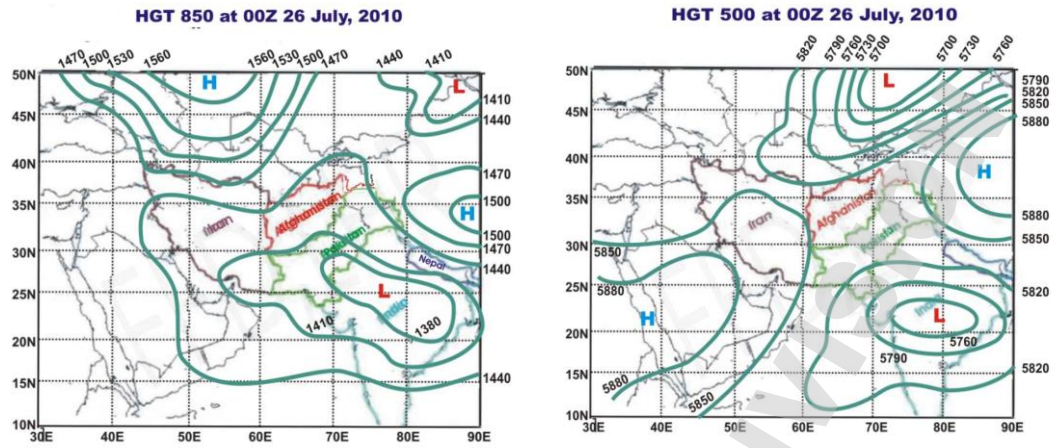 HGT 850 at 00Z 26 July, 2010
1470 1500 1530 1560 1560 1530 1500 1470 1440 1410
50N
45N
40N
35N
30N
25N
20N
15N
10N
30E 40E 50E 60E 70E 80E 90E
H
L
1410
1440
1470
H
1500
1500
1470
1440
Iran
Afghanistan
Pakistan
Nepal
L
India
1410
1380
1440
HGT 500 at 00Z 26 July, 2010
5820 5790 5760 5730 5700 5700 5730 5760
50N
45N
40N
35N
30N
25N
20N
15N
10N
30E 40E 50E 60E 70E 80E 90E
L
5790
5820
5850
5880
H
5880
5850
Iran
Afghanistan
Pakistan
5850
5880
H
5820
India
L
5790
5760
5880
5850
5820